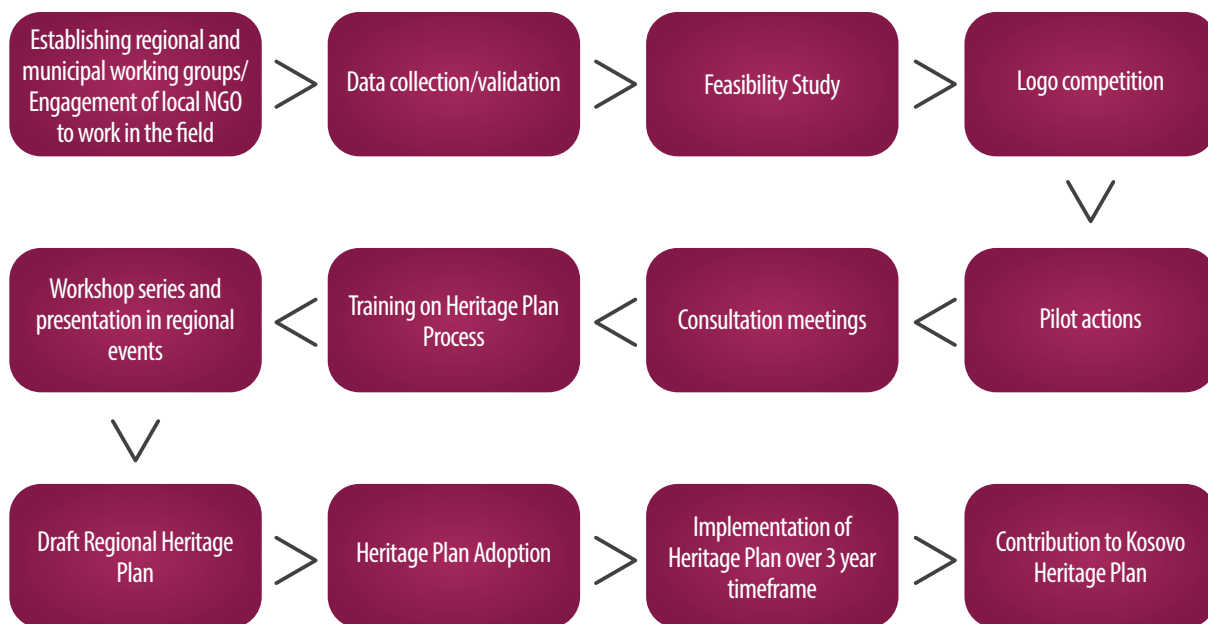 Establishing regional and
municipal working groups/
Engagement of local NGO
to work in the field
Data collection/validation
Feasibility Study
Logo competition
Pilot actions
Consultation meetings
Training on Heritage Plan
Process
Workshop series and
presentation in regional
events
Draft Regional Heritage
Plan
Heritage Plan Adoption
Implementation of
Heritage Plan over 3 year
timeframe
Contribution to Kosovo
Heritage Plan